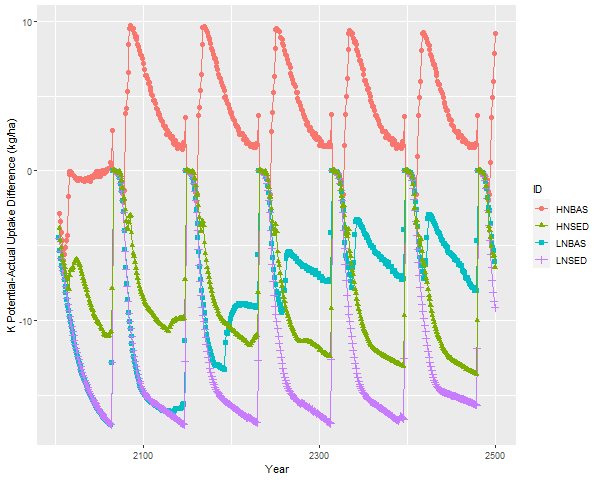 10
0
-10
K Potential-Actual Uptake Difference (kg/ha)
2100
2300
2500
Year
ID
HNBAS
HNSED
LNBAS
LNSED